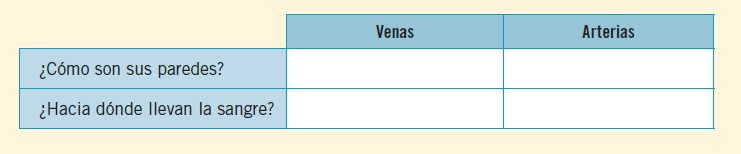 Venas Arterias
¿Cómo son sus paredes?
¿Hacia dónde llevan la sangre?